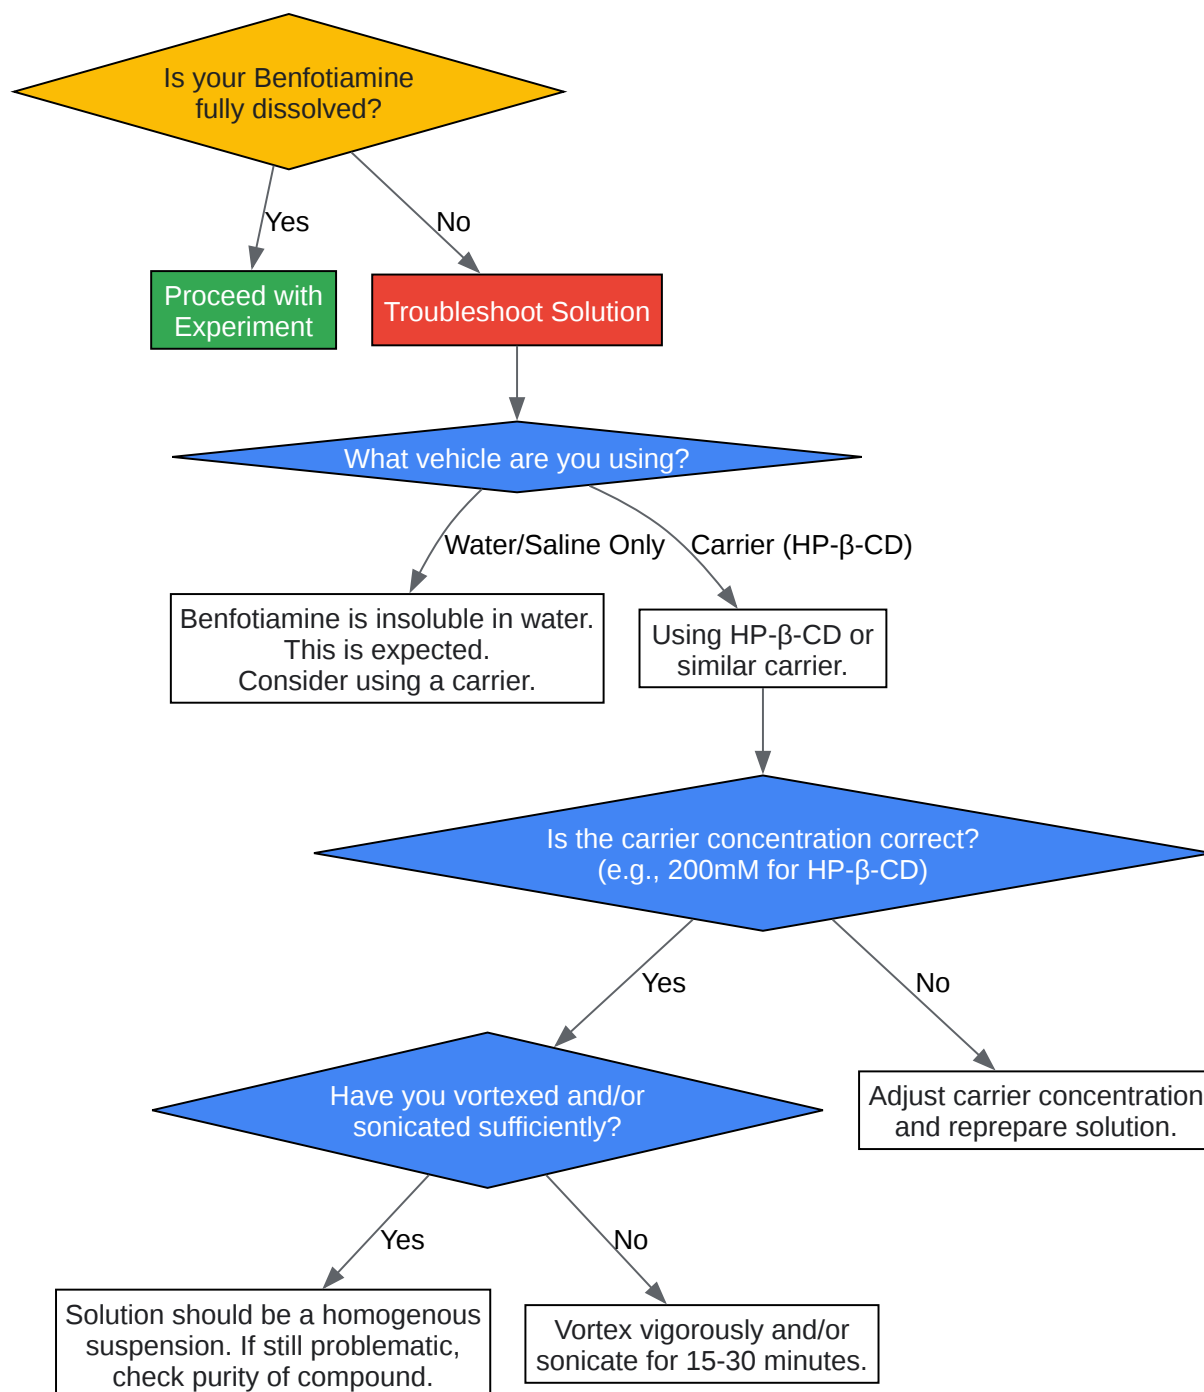 Is your Benfotiamine
fully dissolved?
Yes
No
Proceed with
Experiment
Troubleshoot Solution
What vehicle are you using?
Water/Saline Only
Carrier (HP-β-CD)
Benfotiamine is insoluble in water.
This is expected.
Consider using a carrier.
Using HP-β-CD or
similar carrier.
Is the carrier concentration correct?
(e.g., 200mM for HP-β-CD)
Yes
No
Have you vortexed and/or
sonicated sufficiently?
Adjust carrier concentration
and reprepare solution.
Yes
No
Solution should be a homogenous
suspension. If still problematic,
check purity of compound.
Vortex vigorously and/or
sonicate for 15-30 minutes.